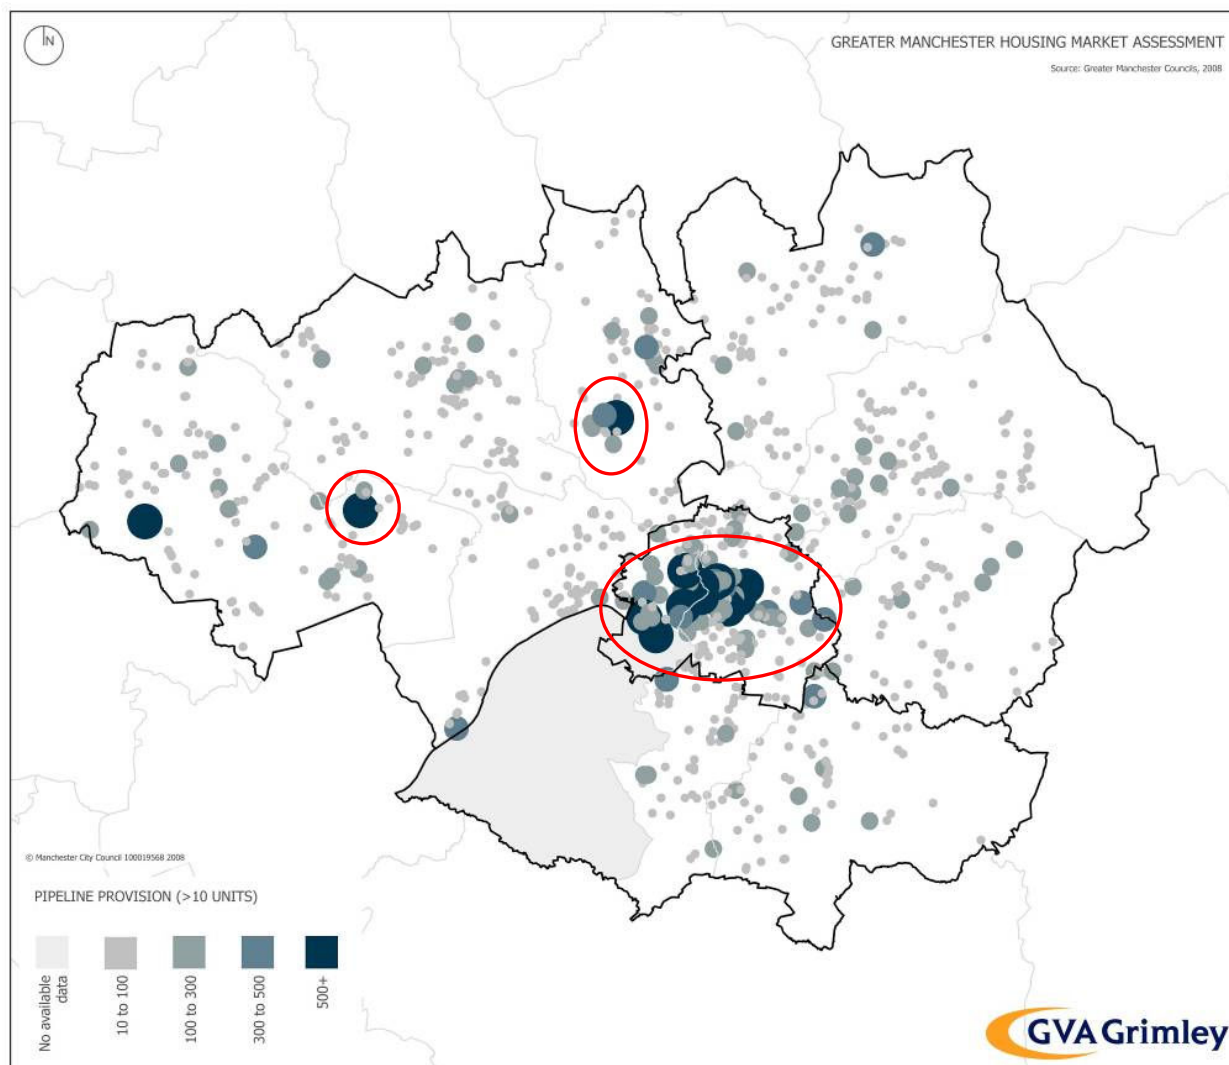 N
GREATER MANCHESTER HOUSING MARKET ASSESSMENT
Source: Greater Manchester Councils, 2008
© Manchester City Council 100019568 2008
PIPELINE PROVISION (>10 UNITS)
No available
data
10 to 100
100 to 300
300 to 500
500+
GVA Grimley